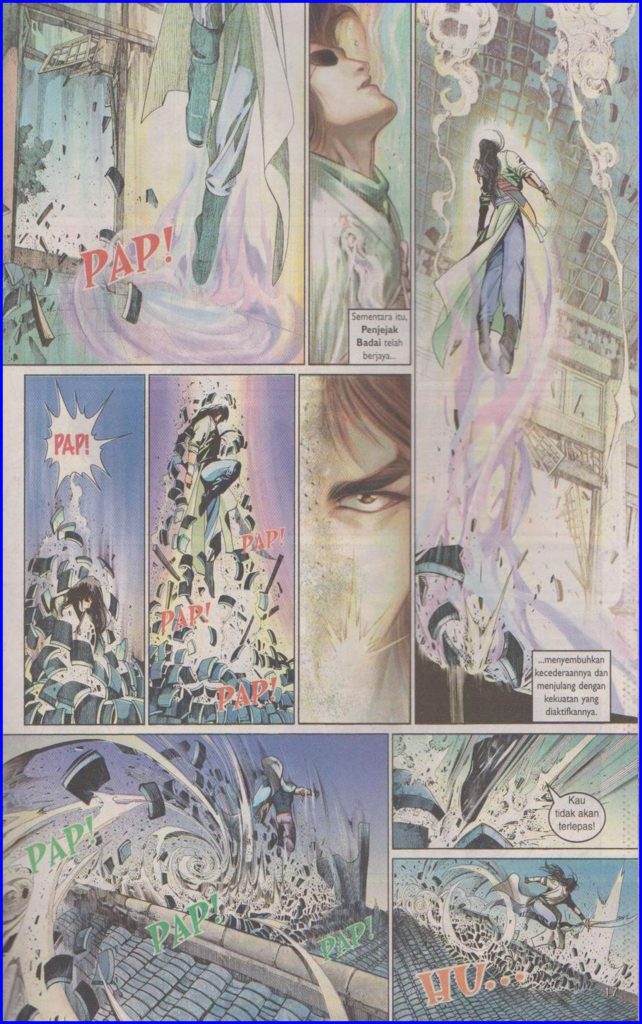 PAP!
Sementara itu,
Penjejak
Badai telah
berjaya...
PAP!
PAP!
PAP!
PAP!
...menyembuhkan
kecederaannya dan
menjulang dengan
kekuatan yang
diaktifkannya.
PAP!
PAP!
PAP!
Kau
tidak akan
terlepas!
HU...
17